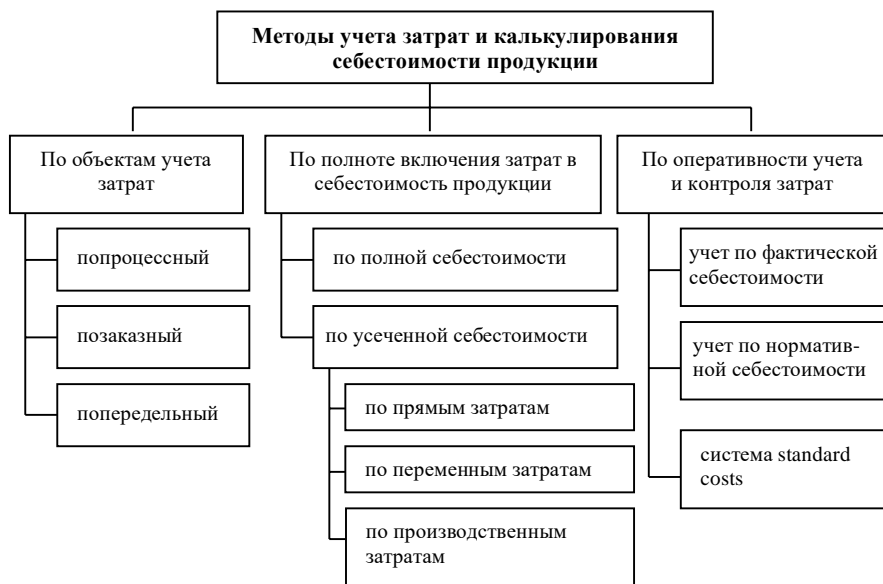 Методы учета затрат и калькулирования
себестоимости продукции
По объектам учета
затрат
попроцессный
позаказный
попередельный
По полноте включения затрат в
себестоимость продукции
по полной себестоимости
по усеченной себестоимости
по прямым затратам
по переменным затратам
по производственным
затратам
По оперативности учета
и контроля затрат
учет по фактической
себестоимости
учет по норматив-
ной себестоимости
система standard
costs